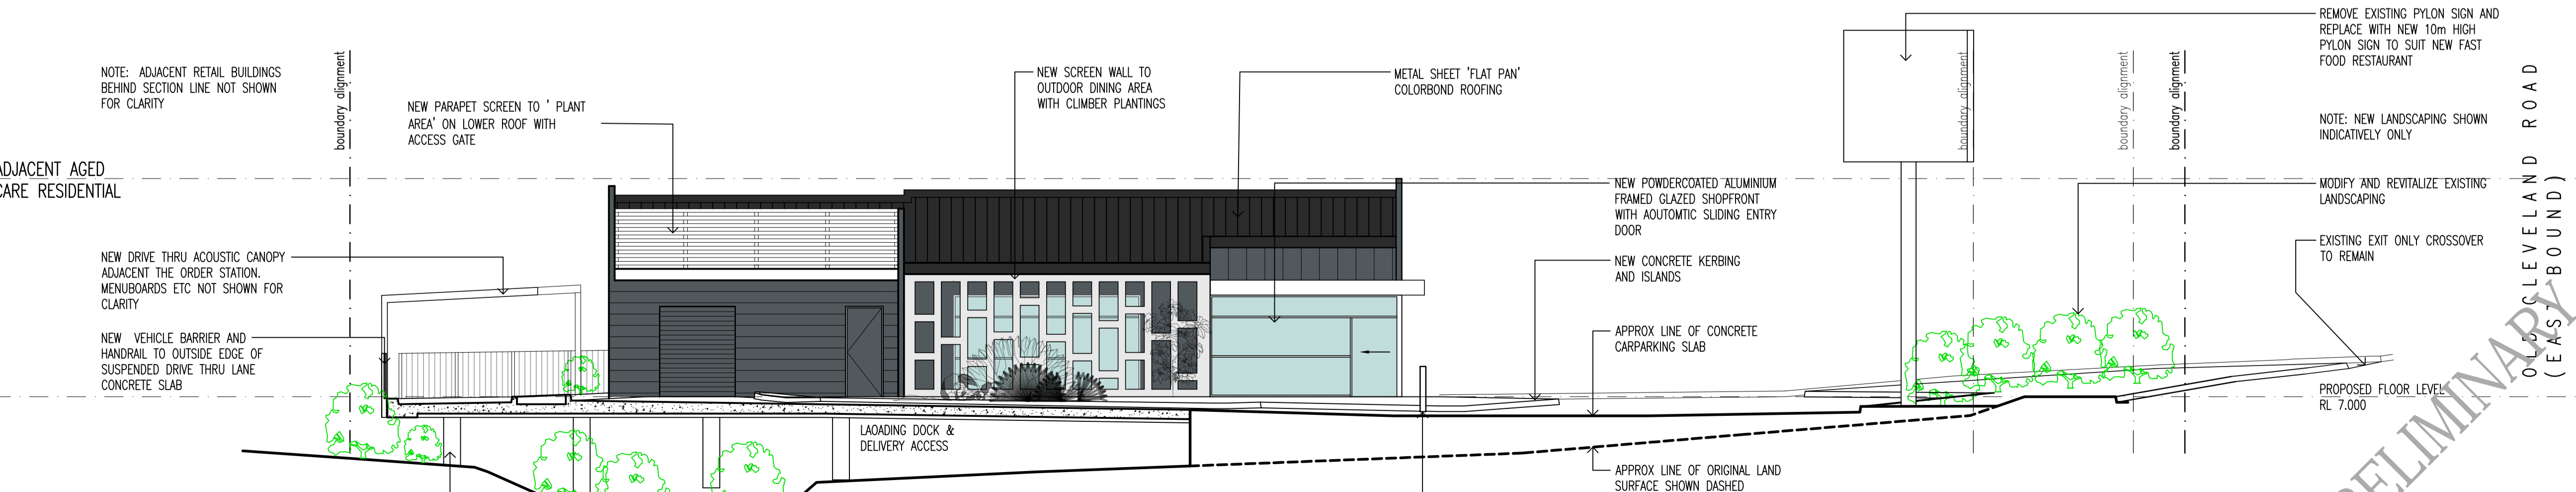 NOTE: ADJACENT RETAIL BUILDINGS
BEHIND SECTION LINE NOT SHOWN
FOR CLARITY
ADJACENT AGED
CARE RESIDENTIAL
NEW DRIVE THRU ACOUSTIC CANOPY
ADJACENT THE ORDER STATION.
MENUBOARDS ETC NOT SHOWN FOR
CLARITY
NEW VEHICLE BARRIER AND
HANDRAIL TO OUTSIDE EDGE OF
SUSPENDED DRIVE THRU LANE
CONCRETE SLAB
boundary alignment
NEW PARAPET SCREEN TO ' PLANT
AREA' ON LOWER ROOF WITH
ACCESS GATE
NEW SCREEN WALL TO
OUTDOOR DINING AREA
WITH CLIMBER PLANTINGS
METAL SHEET 'FLAT PAN'
COLORBOND ROOFING
LAOADING DOCK &
DELIVERY ACCESS
NEW POWDERCOATED ALUMINIUM
FRAMED GLAZED SHOPFRONT
WITH AOUTOMTIC SLIDING ENTRY
DOOR
NEW CONCRETE KERBING
AND ISLANDS
APPROX LINE OF CONCRETE
CARPARKING SLAB
APPROX LINE OF ORIGINAL LAND
SURFACE SHOWN DASHED
boundary alignment
boundary alignment
boundary alignment
REMOVE EXISTING PYLON SIGN AND
REPLACE WITH NEW 10m HIGH
PYLON SIGN TO SUIT NEW FAST
FOOD RESTAURANT
NOTE: NEW LANDSCAPING SHOWN
INDICATIVELY ONLY
MODIFY AND REVITALIZE EXISTING
LANDSCAPING
EXISTING EXIT ONLY CROSSOVER
TO REMAIN
PROPOSED FLOOR LEVEL
RL 7.000
OLD CLEVELAND ROAD
(EAST BOUND)
PRELIMINARY